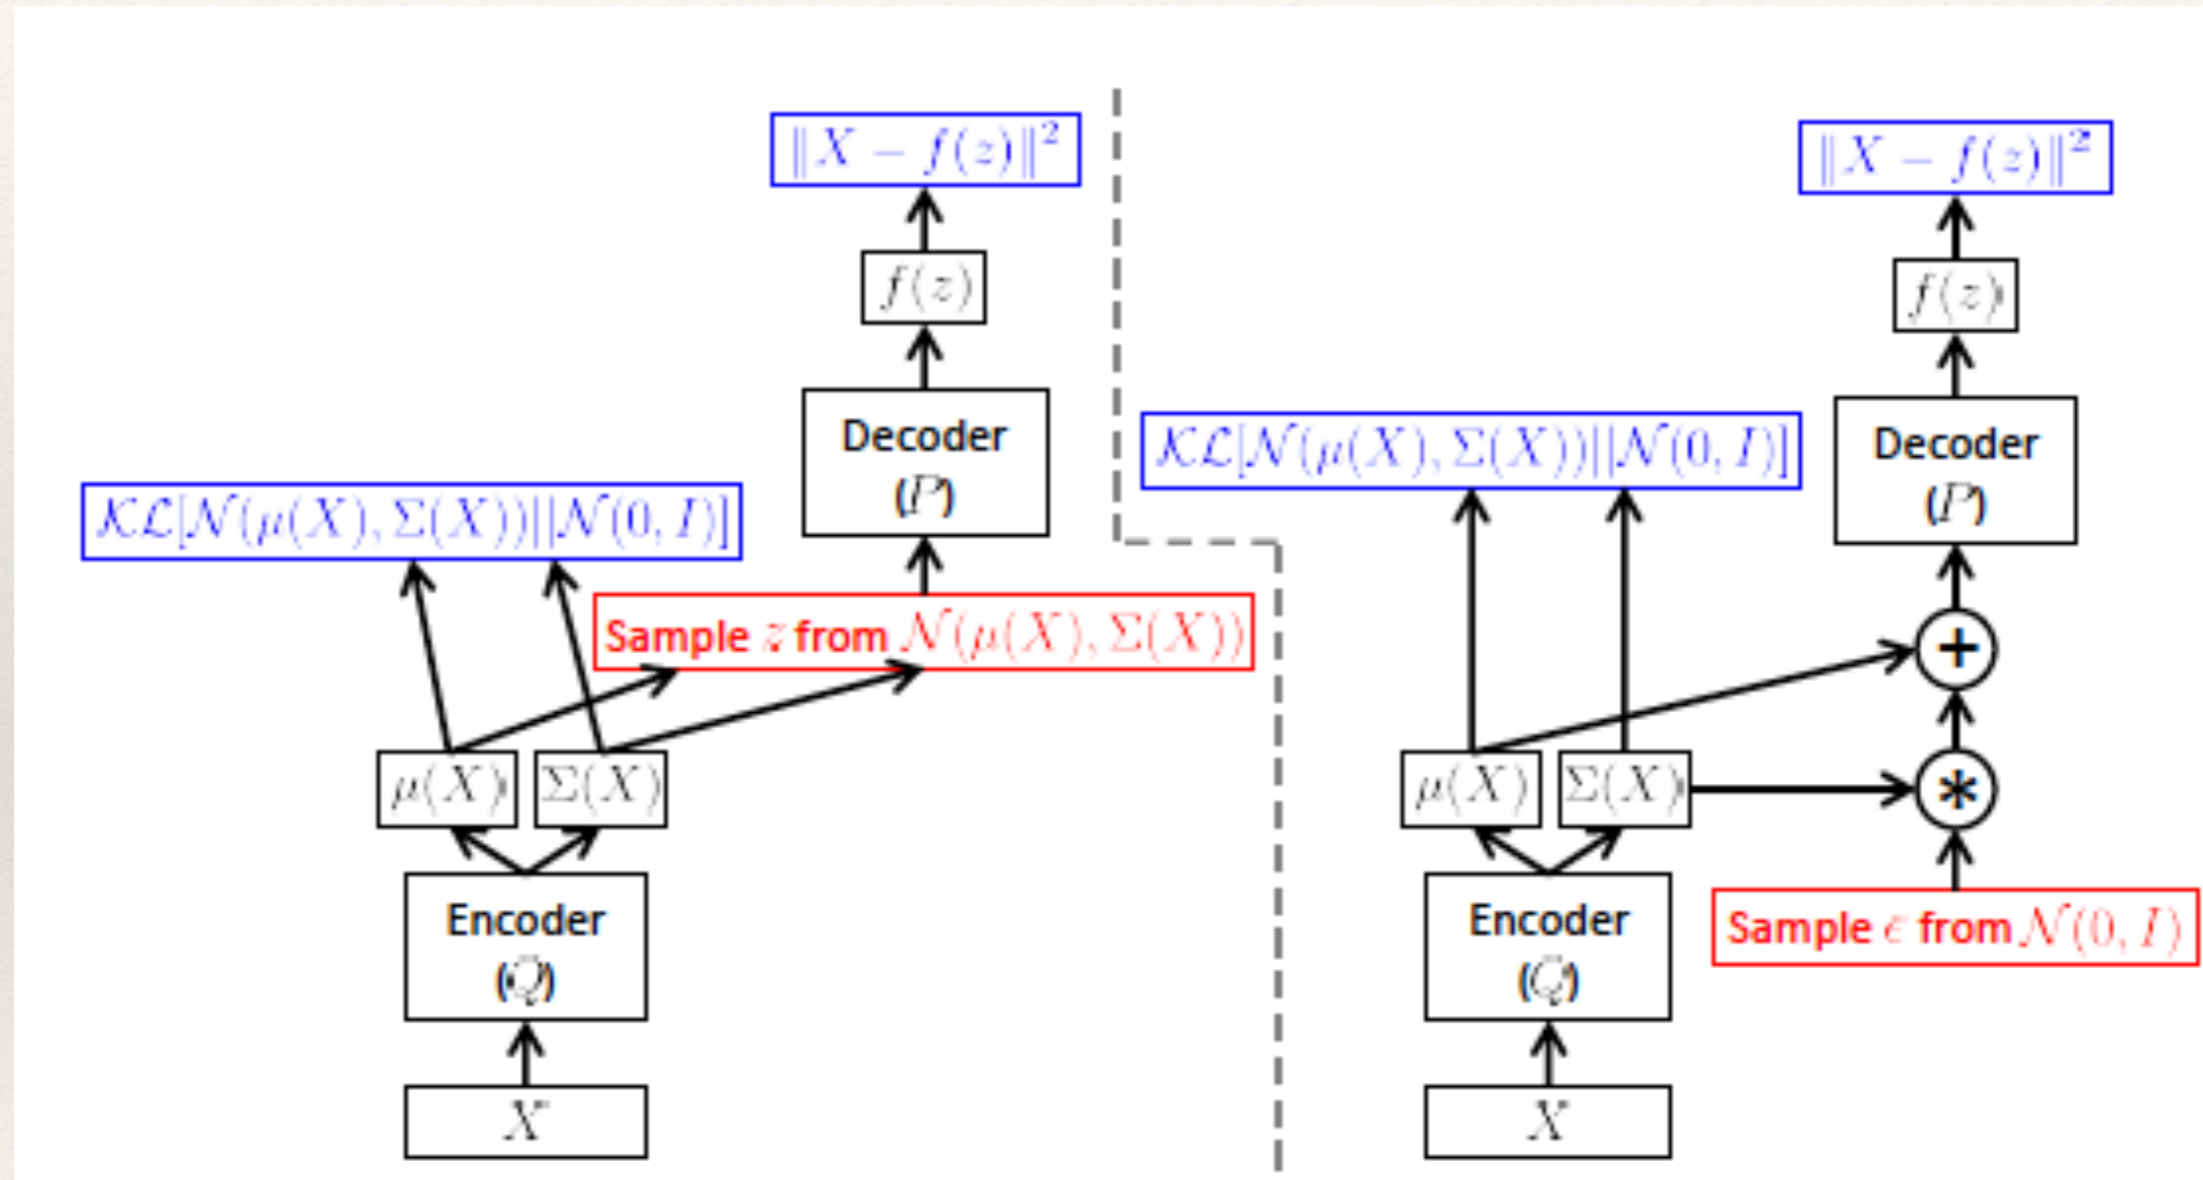 ‖X − f(z)‖²
f(z)
Decoder
(P)
𝒦ℒ[𝒩(μ(X), Σ(X))||𝒩(0, I)]
Sample z from 𝒩(μ(X), Σ(X))
μ(X)
Σ(X)
Encoder
(Q)
X
‖X − f(z)‖²
f(z)
Decoder
(P)
𝒦ℒ[𝒩(μ(X), Σ(X))||𝒩(0, I)]
+
μ(X)
Σ(X)
*
Encoder
(Q)
Sample ϵ from 𝒩(0, I)
X